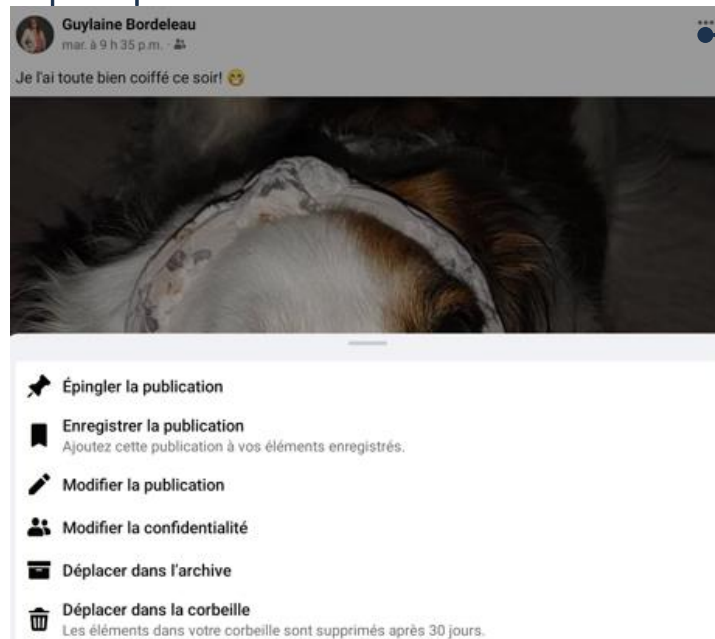 Guylaine Bordeleau
mar. à 9 h 35 p.m. ·
Je l'ai toute bien coiffé ce soir! 😁
Épingler la publication
Enregistrer la publication
Ajoutez cette publication à vos éléments enregistrés.
Modifier la publication
Modifier la confidentialité
Déplacer dans l'archive
Déplacer dans la corbeille
Les éléments dans votre corbeille sont supprimés après 30 jours.